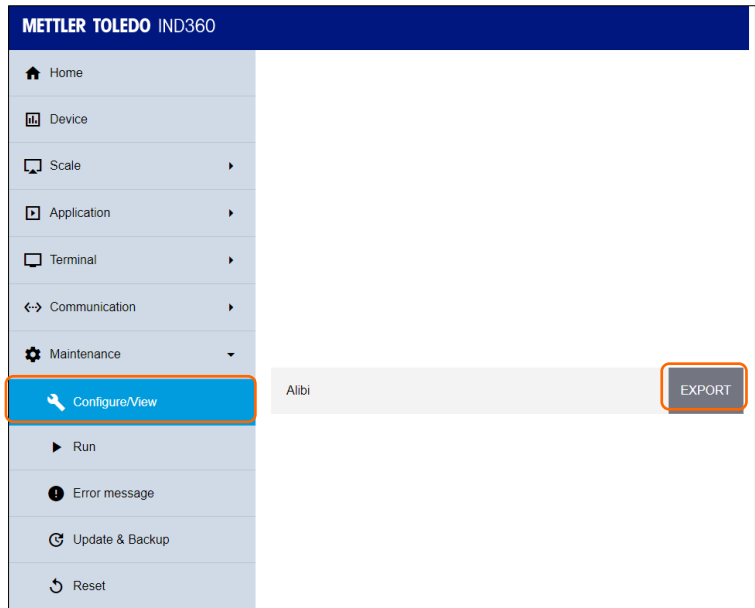 METTLER TOLEDO IND360
Home
Device
Scale
Application
Terminal
Communication
Maintenance
Configure/View
Alibi
EXPORT
Run
Error message
Update & Backup
Reset